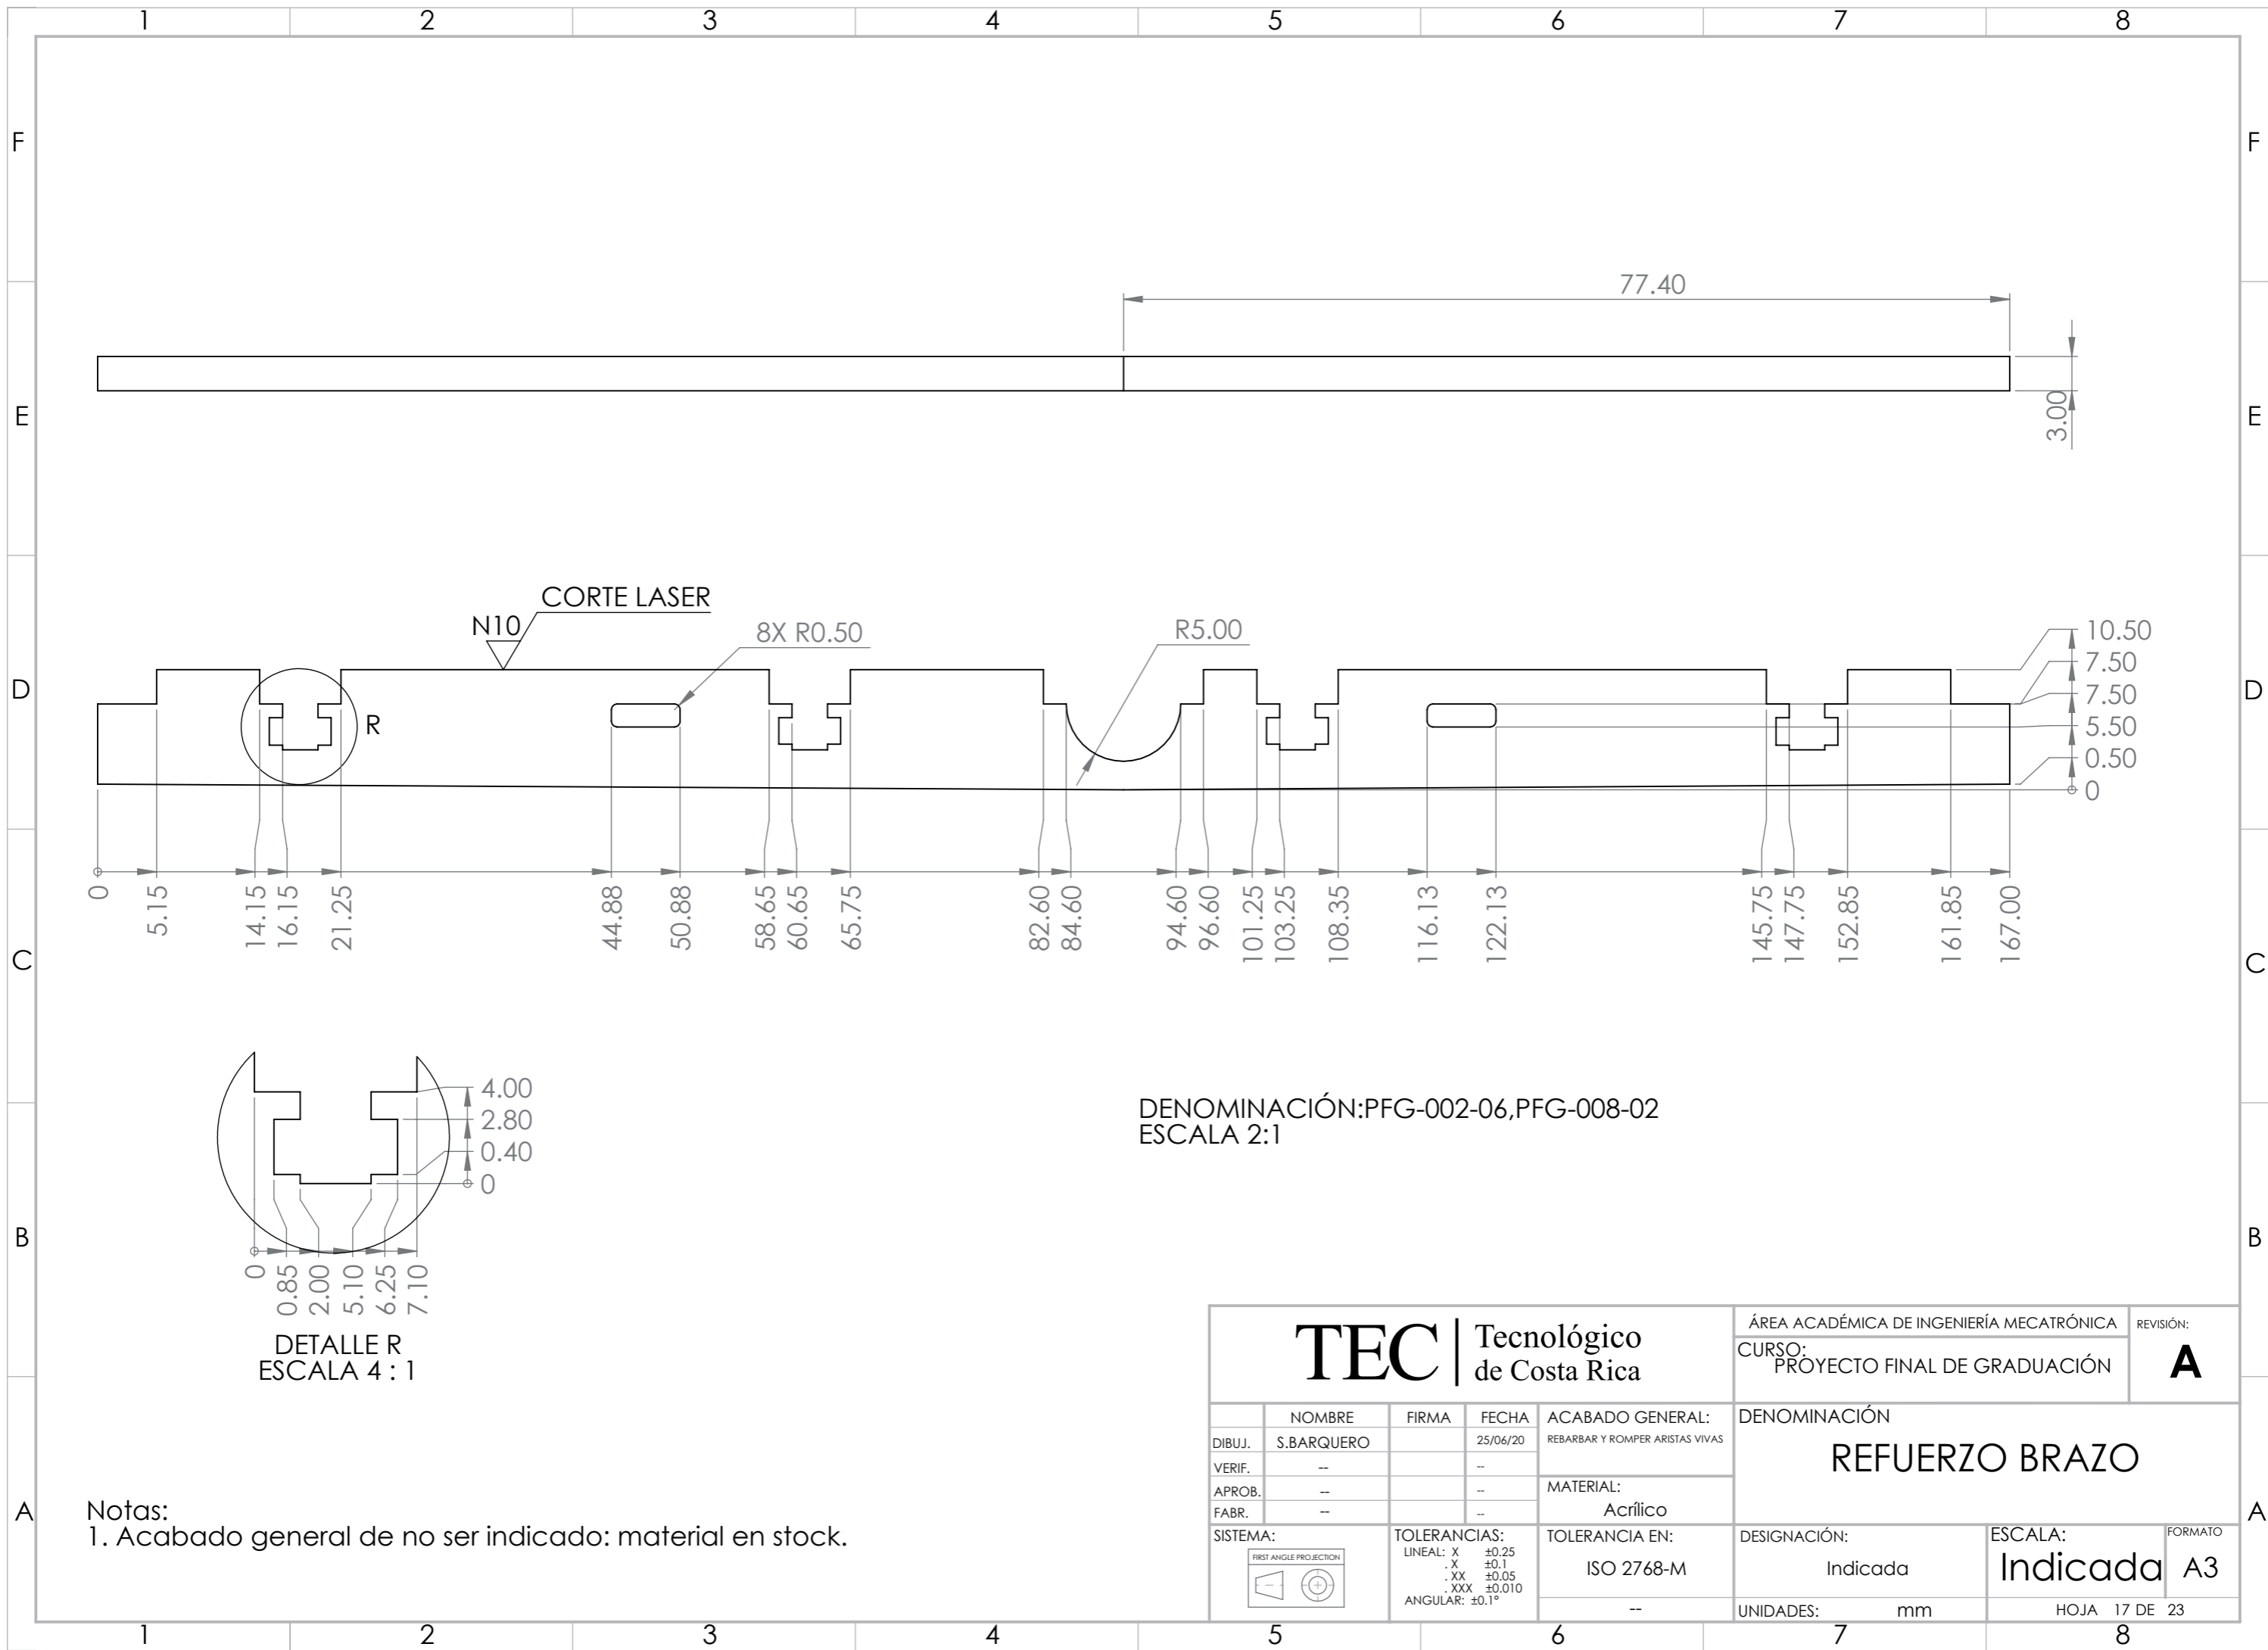 1 2 3 4 5 6 7 8
F F
77.40
3.00
E E
CORTE LASER
N10
8X R0.50
R5.00
10.50
7.50
7.50
5.50
0.50
0
R
D D
0 5.15 14.15 16.15 21.25 44.88 50.88 58.65 60.65 65.75 82.60 84.60 94.60 96.60 101.25 103.25 108.35 116.13 122.13 145.75 147.75 152.85 161.85 167.00
C C
4.00
2.80
0.40
0
0 0.85 2.00 5.10 6.25 7.10
DETALLE R
ESCALA 4 : 1
DENOMINACIÓN:PFG-002-06,PFG-008-02
ESCALA 2:1
B B
TEC Tecnológico
de Costa Rica
ÁREA ACADÉMICA DE INGENIERÍA MECATRÓNICA
CURSO:
PROYECTO FINAL DE GRADUACIÓN
REVISIÓN:
A
NOMBRE FIRMA FECHA
DIBUJ. S.BARQUERO 25/06/20
VERIF. -- --
APROB. -- --
FABR. -- --
ACABADO GENERAL:
REBARBAR Y ROMPER ARISTAS VIVAS
MATERIAL:
Acrílico
DENOMINACIÓN
REFUERZO BRAZO
SISTEMA:
FIRST ANGLE PROJECTION
TOLERANCIAS:
LINEAL: X ±0.25
. X ±0.1
. XX ±0.05
. XXX ±0.010
ANGULAR: ±0.1°
TOLERANCIA EN:
ISO 2768-M
--
DESIGNACIÓN:
Indicada
ESCALA:
Indicada
FORMATO
A3
UNIDADES: mm
HOJA 17 DE 23
A A
Notas:
1. Acabado general de no ser indicado: material en stock.
1 2 3 4 5 6 7 8